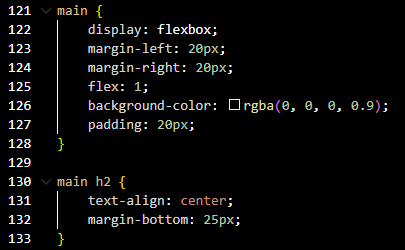 121 main {
122 display: flexbox;
123 margin-left: 20px;
124 margin-right: 20px;
125 flex: 1;
126 background-color: rgba(0, 0, 0, 0.9);
127 padding: 20px;
128 }
129
130 main h2 {
131 text-align: center;
132 margin-bottom: 25px;
133 }